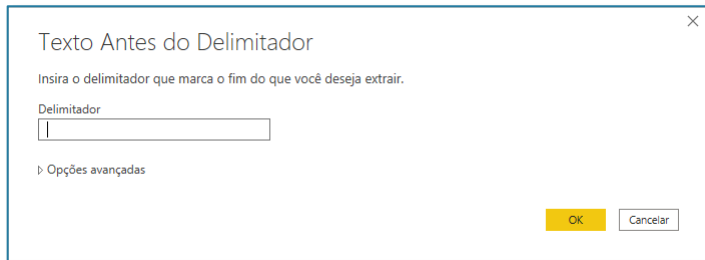 Texto Antes do Delimitador
Insira o delimitador que marca o fim do que você deseja extrair.
Delimitador
Opções avançadas
OK
Cancelar